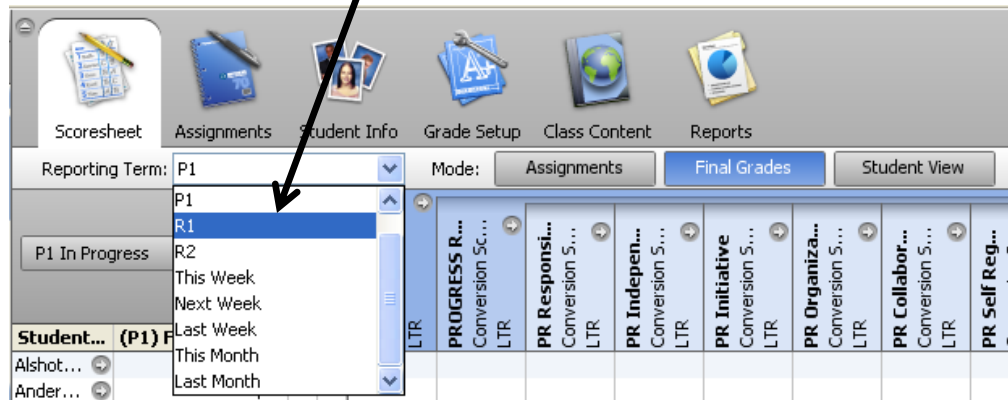 Scoresheet Assignments Student Info Grade Setup Class Content Reports
Reporting Term: P1 Mode: Assignments Final Grades Student View
P1
R1
R2
This Week
Next Week
Last Week
This Month
Last Month
P1 In Progress
LTR
PROGRESS R...
Conversion Sc...
LTR
PR Responsi...
Conversion S...
LTR
PR Indepen...
Conversion S...
LTR
PR Initiative
Conversion S...
LTR
PR Organiza...
Conversion S...
LTR
PR Collabor...
Conversion S...
LTR
PR Self Reg...
Student... (P1) F
Alshot...
Ander...